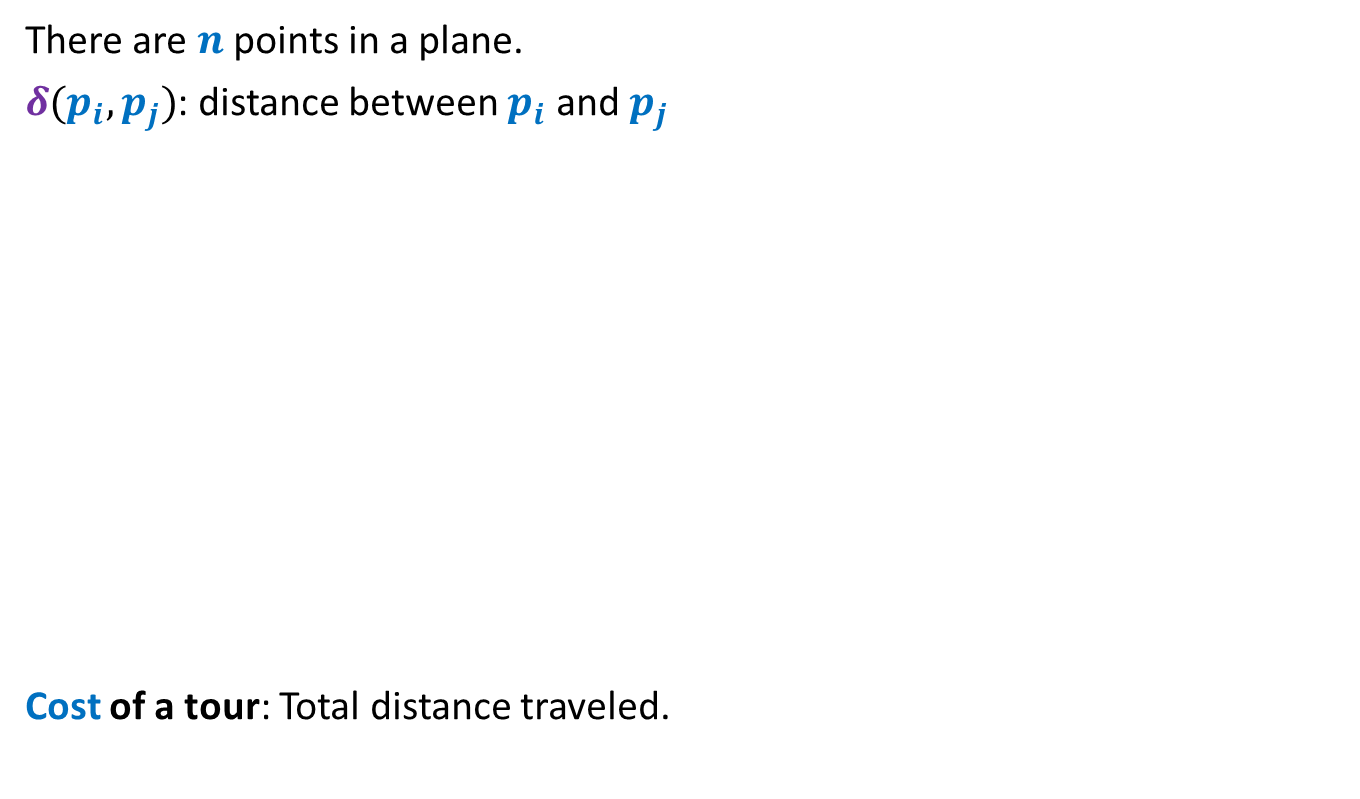 There are n points in a plane.
δ(pᵢ, pⱼ): distance between pᵢ and pⱼ
Cost of a tour: Total distance traveled.